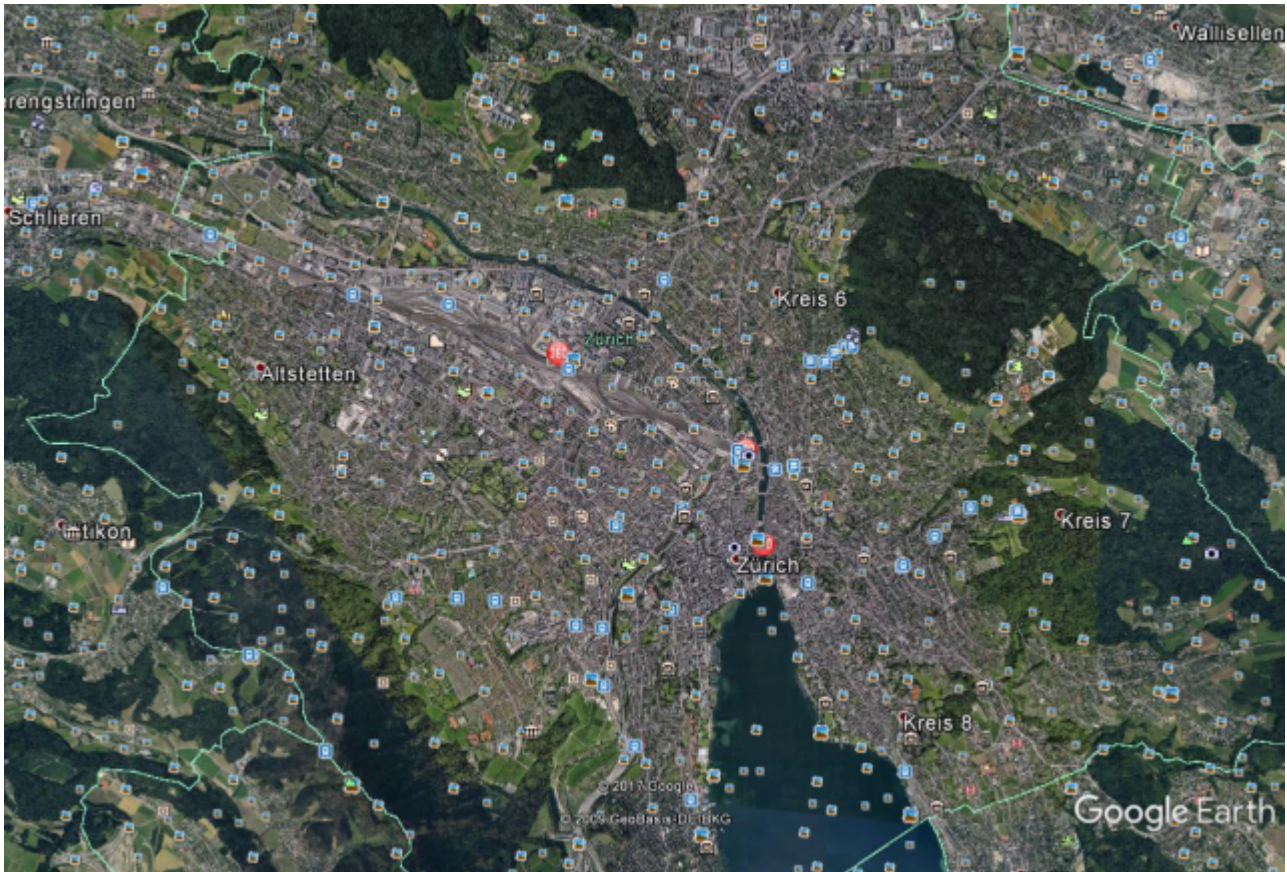 Wallisellen
erengstringen
Schlieren
Kreis 6
Zürich
Altstetten
Kreis 7
Zürich
Kreis 8
© 2017 Google
© 2009 GeoBasis-DE/BKG
Google Earth